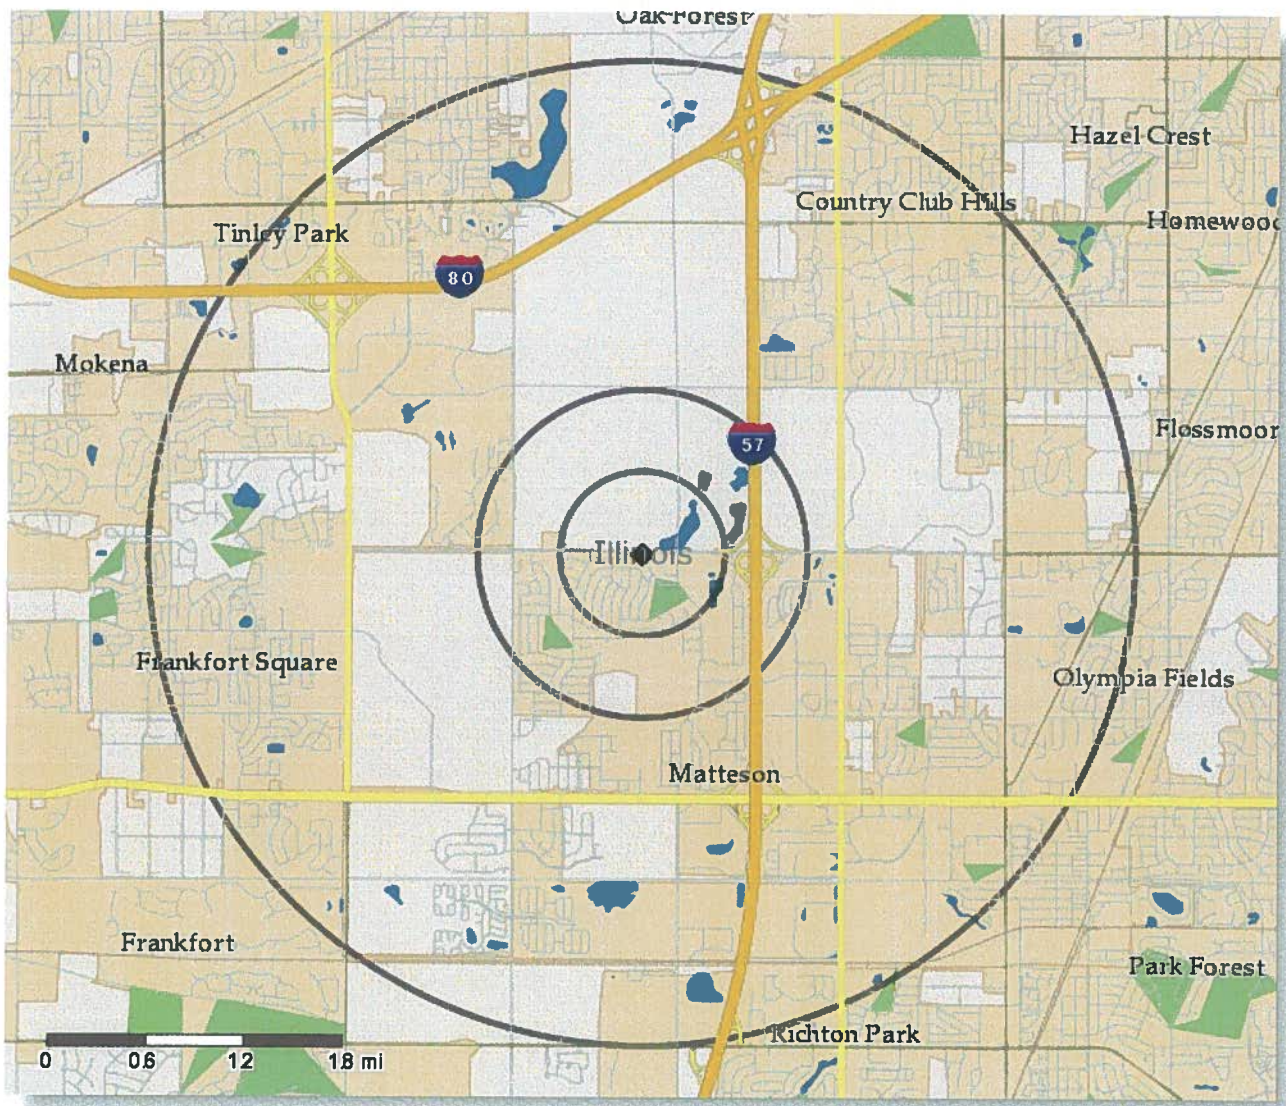 Oak Forest
Hazel Crest
Country Club Hills
Homewood
Tinley Park
80
Mokena
Flossmoor
57
Illinois
Frankfort Square
Olympia Fields
Matteson
Frankfort
Park Forest
Richton Park
0 0.6 1.2 1.8 mi